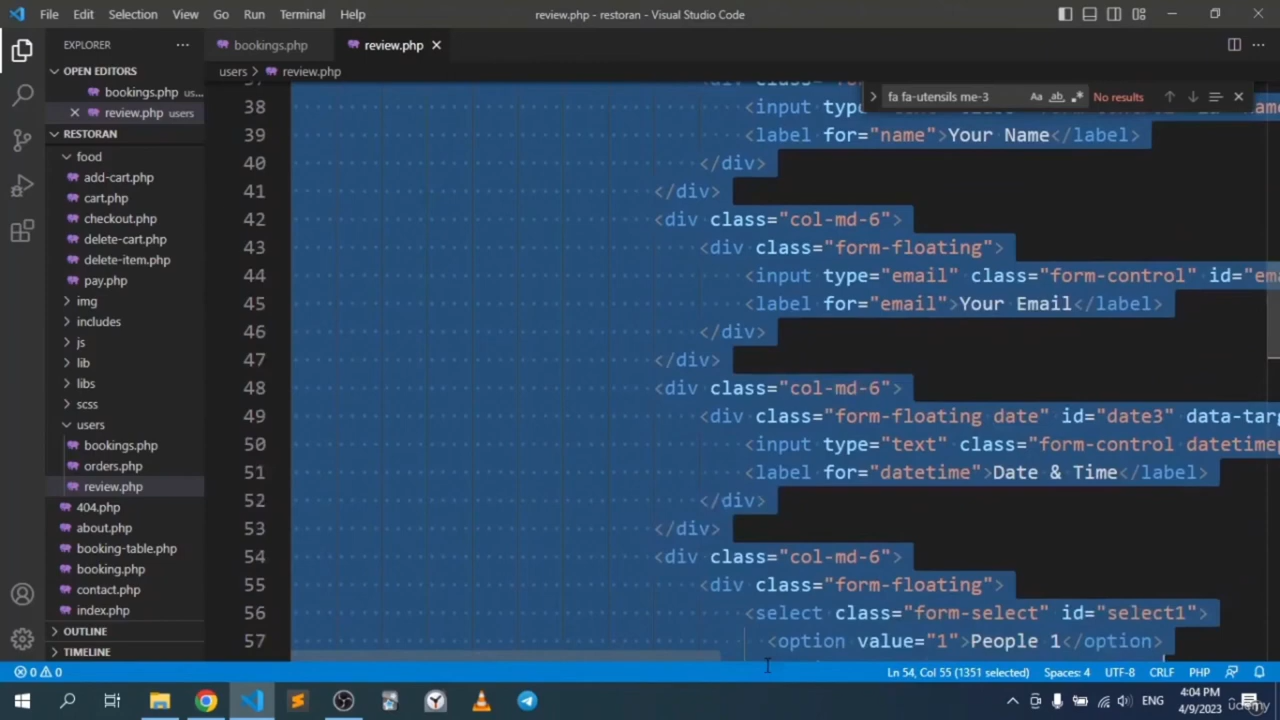 File Edit Selection View Go Run Terminal Help
review.php - restoran - Visual Studio Code
EXPLORER
bookings.php
review.php
users > review.php
OPEN EDITORS
bookings.php us...
review.php users
RESTORAN
food
add-cart.php
cart.php
checkout.php
delete-cart.php
delete-item.php
pay.php
img
includes
js
lib
libs
scss
users
bookings.php
orders.php
review.php
404.php
about.php
booking-table.php
booking.php
contact.php
index.php
OUTLINE
TIMELINE
fa fa-utensils me-3
Aa ab No results
38 <input type
39 <label for="name">Your Name</label>
40 </div>
41 </div>
42 <div class="col-md-6">
43 <div class="form-floating">
44 <input type="email" class="form-control" id="ema
45 <label for="email">Your Email</label>
46 </div>
47 </div>
48 <div class="col-md-6">
49 <div class="form-floating date" id="date3" data-tar
50 <input type="text" class="form-control datetimep
51 <label for="datetime">Date & Time</label>
52 </div>
53 </div>
54 <div class="col-md-6">
55 <div class="form-floating">
56 <select class="form-select" id="select1">
57 <option value="1">People 1</option>
0 0
Ln 54, Col 55 (1351 selected) Spaces: 4 UTF-8 CRLF PHP
ENG
4:04 PM
4/9/2023
udemy